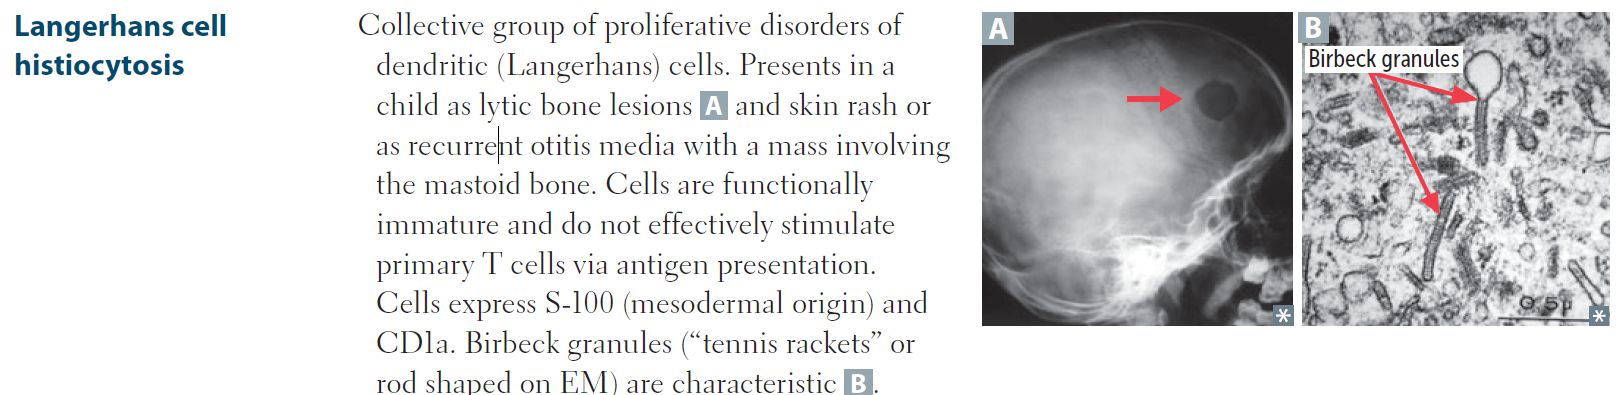 Langerhans cell
histiocytosis
Collective group of proliferative disorders of
dendritic (Langerhans) cells. Presents in a
child as lytic bone lesions A and skin rash or
as recurrent otitis media with a mass involving
the mastoid bone. Cells are functionally
immature and do not effectively stimulate
primary T cells via antigen presentation.
Cells express S-100 (mesodermal origin) and
CD1a. Birbeck granules (“tennis rackets” or
rod shaped on EM) are characteristic B.
A
*
B
Birbeck granules
0.5µ
*